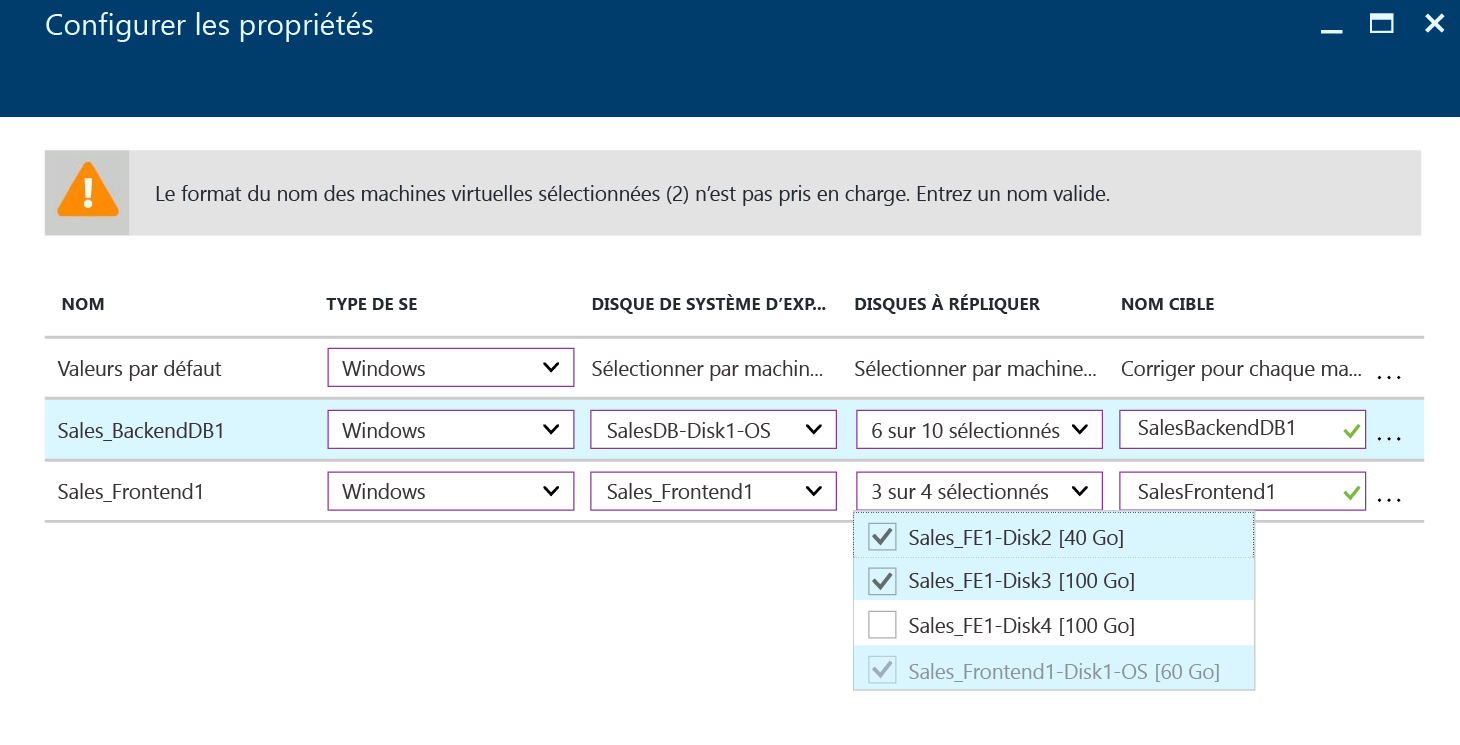 Configurer les propriétés
Le format du nom des machines virtuelles sélectionnées (2) n’est pas pris en charge. Entrez un nom valide.
NOM TYPE DE SE DISQUE DE SYSTÈME D’EXP... DISQUES À RÉPLIQUER NOM CIBLE
Valeurs par défaut Windows Sélectionner par machin... Sélectionner par machine... Corriger pour chaque ma... ...
Sales_BackendDB1 Windows SalesDB-Disk1-OS 6 sur 10 sélectionnés SalesBackendDB1 ...
Sales_Frontend1 Windows Sales_Frontend1 3 sur 4 sélectionnés SalesFrontend1 ...
Sales_FE1-Disk2 [40 Go]
Sales_FE1-Disk3 [100 Go]
Sales_FE1-Disk4 [100 Go]
Sales_Frontend1-Disk1-OS [60 Go]